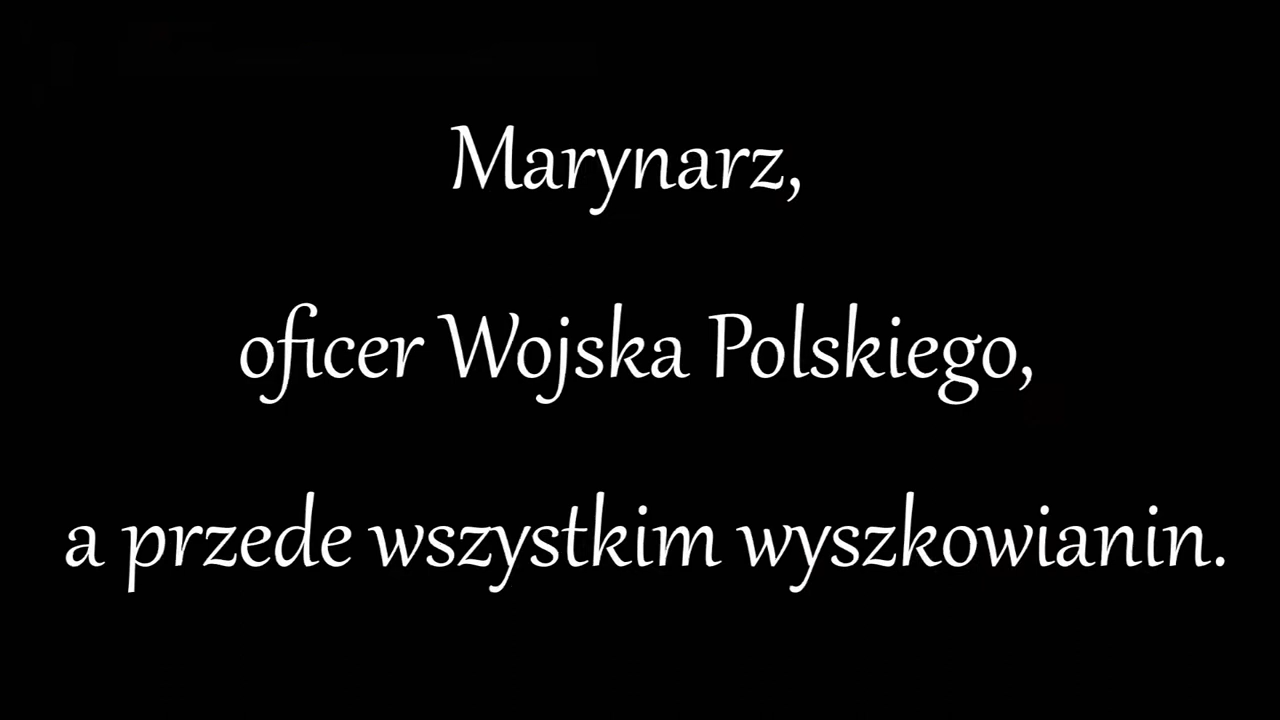 Marynarz,
oficer Wojska Polskiego,
a przede wszystkim wyszkowianin.